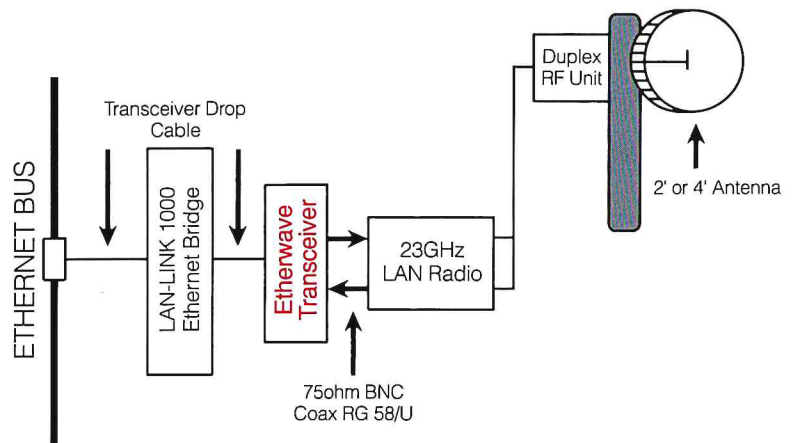 ETHERNET BUS
Transceiver Drop
Cable
LAN-LINK 1000
Ethernet Bridge
Etherwave
Transceiver
75ohm BNC
Coax RG 58/U
23GHz
LAN Radio
Duplex
RF Unit
2' or 4' Antenna